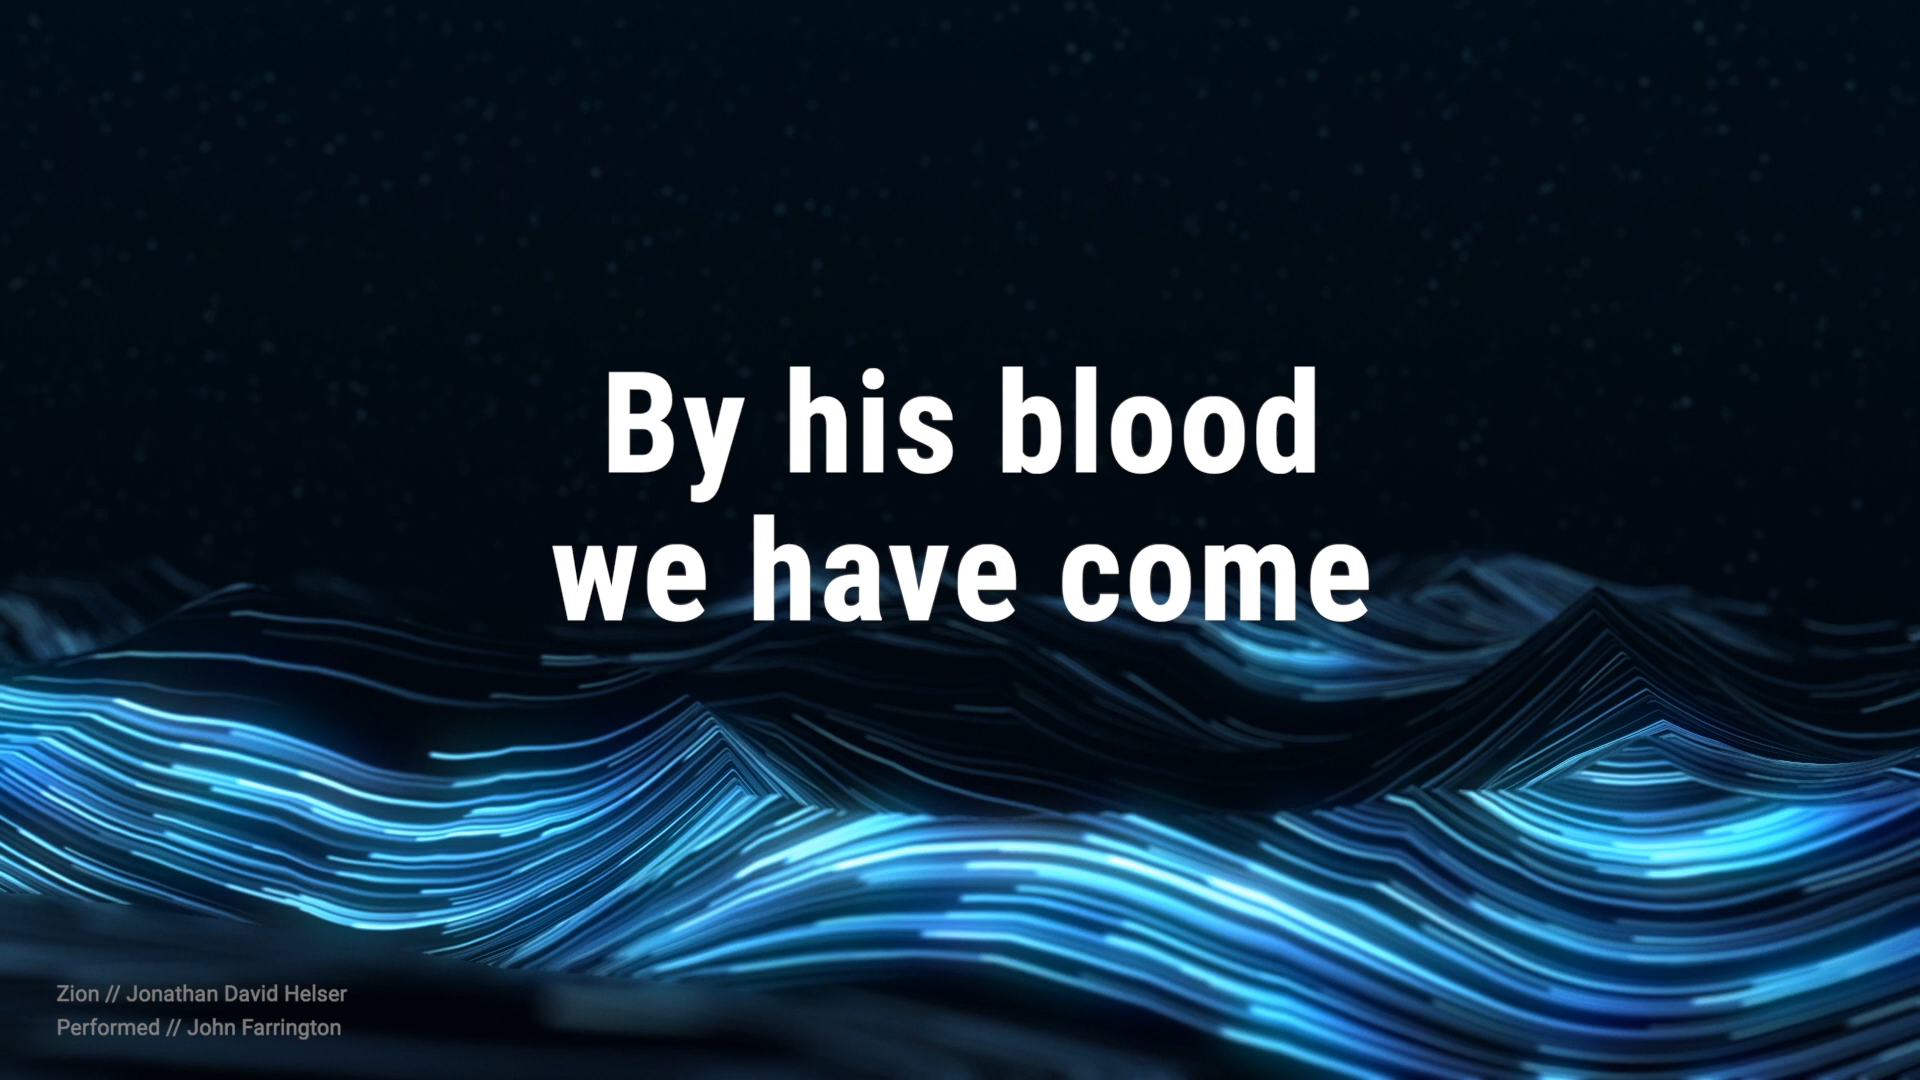 By his blood
we have come
Zion // Jonathan David Helser
Performed // John Farrington